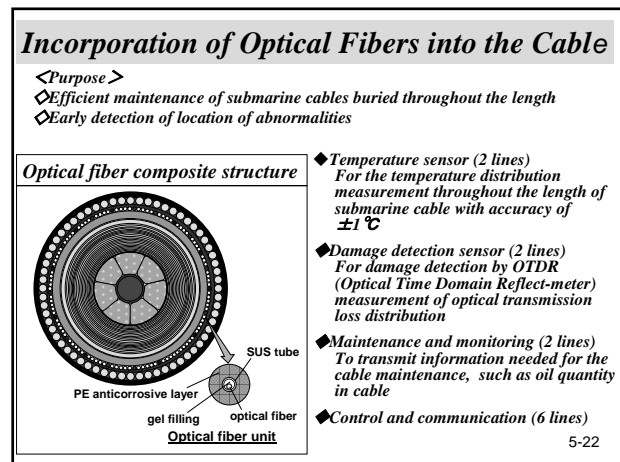 Incorporation of Optical Fibers into the Cable
<Purpose>
◇Efficient maintenance of submarine cables buried throughout the length
◇Early detection of location of abnormalities
Optical fiber composite structure
SUS tube
PE anticorrosive layer
gel filling
optical fiber
Optical fiber unit
◆Temperature sensor (2 lines)
For the temperature distribution
measurement throughout the length of
submarine cable with accuracy of
±1℃
◆Damage detection sensor (2 lines)
For damage detection by OTDR
(Optical Time Domain Reflect-meter)
measurement of optical transmission
loss distribution
◆Maintenance and monitoring (2 lines)
To transmit information needed for the
cable maintenance, such as oil quantity
in cable
◆Control and communication (6 lines)
5-22